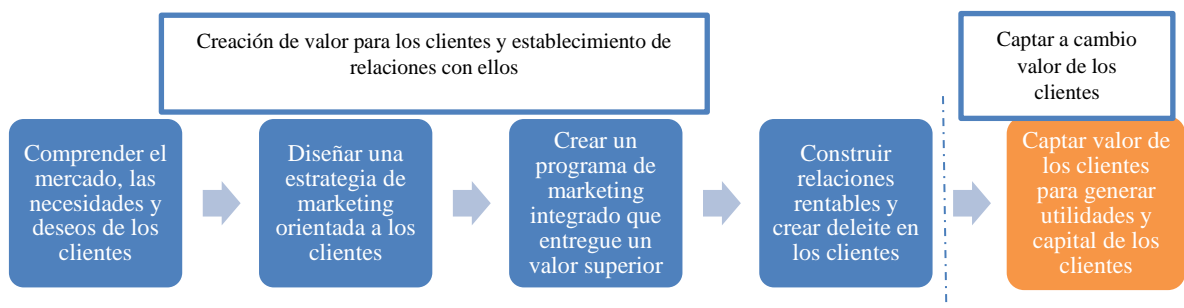 Creación de valor para los clientes y establecimiento de
relaciones con ellos
Captar a cambio
valor de los
clientes
Comprender el
mercado, las
necesidades y
deseos de los
clientes
Diseñar una
estrategia de
marketing
orientada a los
clientes
Crear un
programa de
marketing
integrado que
entregue un
valor superior
Construir
relaciones
rentables y
crear deleite en
los clientes
Captar valor de
los clientes
para generar
utilidades y
capital de los
clientes